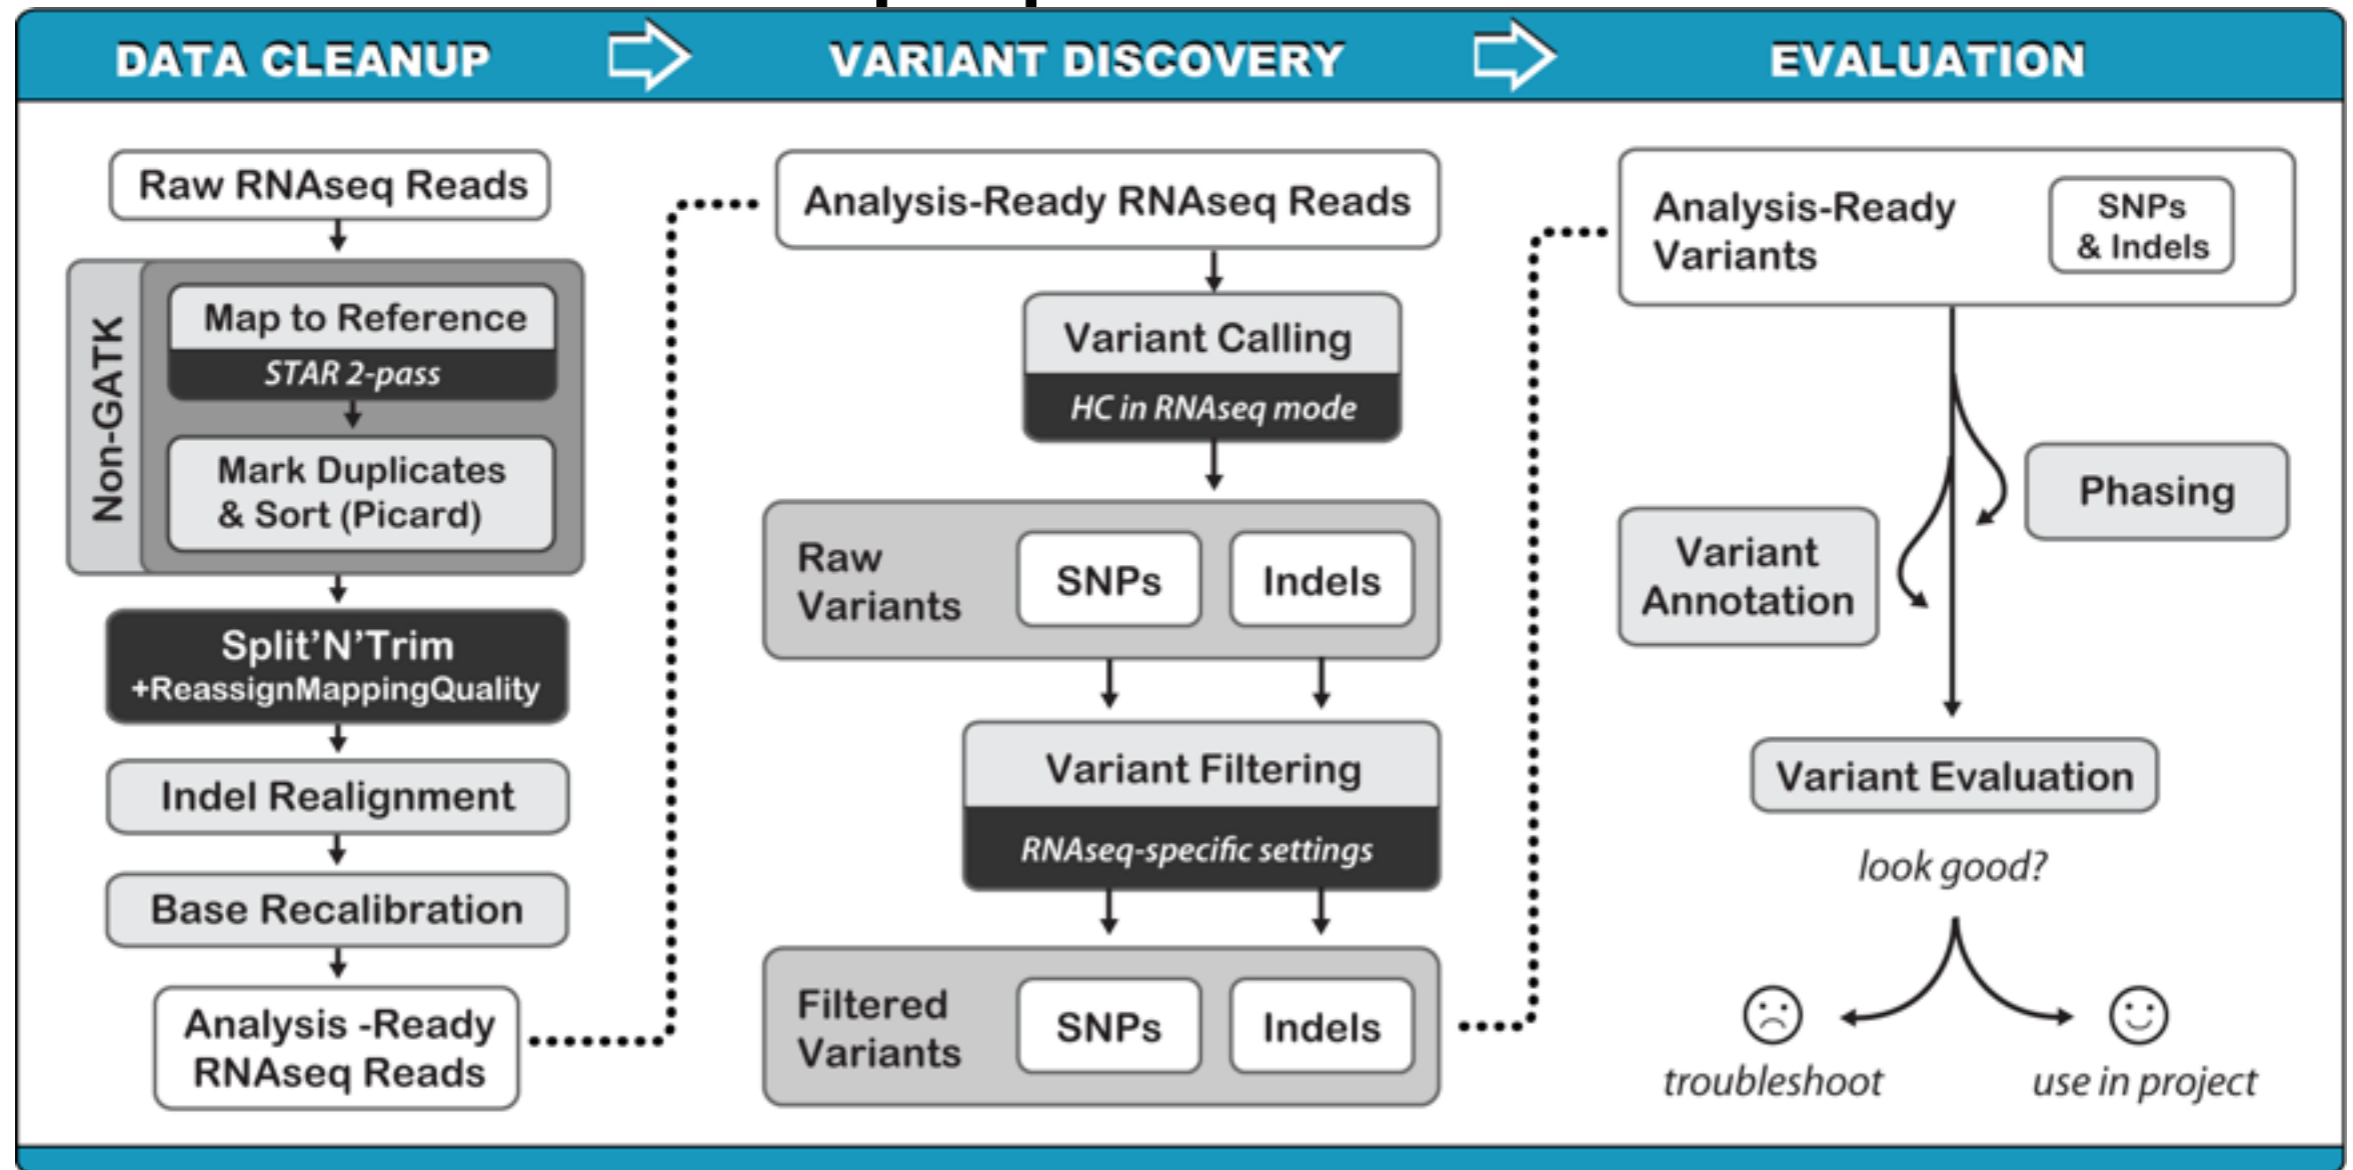 DATA CLEANUP
VARIANT DISCOVERY
EVALUATION
Raw RNAseq Reads
Non-GATK
Map to Reference
STAR 2-pass
Mark Duplicates
& Sort (Picard)
Split’N’Trim
+ReassignMappingQuality
Indel Realignment
Base Recalibration
Analysis -Ready
RNAseq Reads
Analysis-Ready RNAseq Reads
Variant Calling
HC in RNAseq mode
Raw
Variants
SNPs
Indels
Variant Filtering
RNAseq-specific settings
Filtered
Variants
SNPs
Indels
Analysis-Ready
Variants
SNPs
& Indels
Phasing
Variant
Annotation
Variant Evaluation
look good?
troubleshoot
use in project